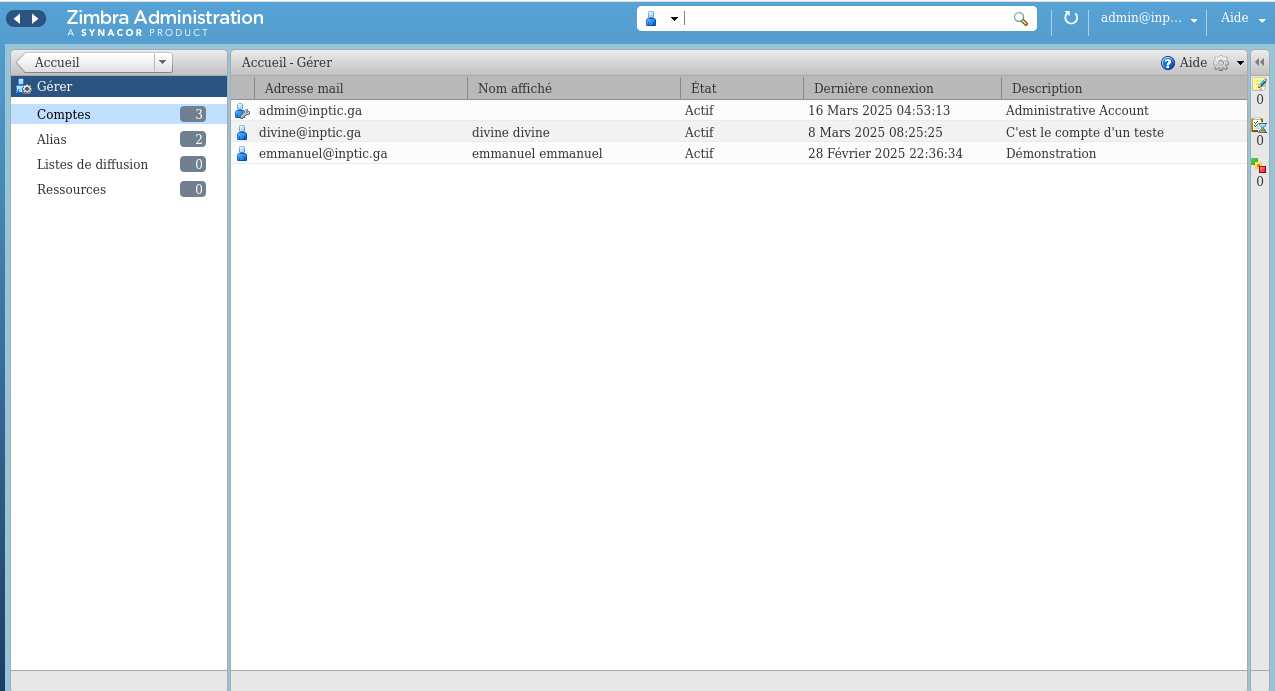 Zimbra Administration
A SYNACOR PRODUCT
admin@inp...
Aide
Accueil
Accueil - Gérer
Aide
Gérer
Comptes 3
Alias 2
Listes de diffusion 0
Ressources 0
Adresse mail Nom affiché État Dernière connexion Description
admin@inptic.ga Actif 16 Mars 2025 04:53:13 Administrative Account
divine@inptic.ga divine divine Actif 8 Mars 2025 08:25:25 C'est le compte d'un teste
emmanuel@inptic.ga emmanuel emmanuel Actif 28 Février 2025 22:36:34 Démonstration
0
0
0